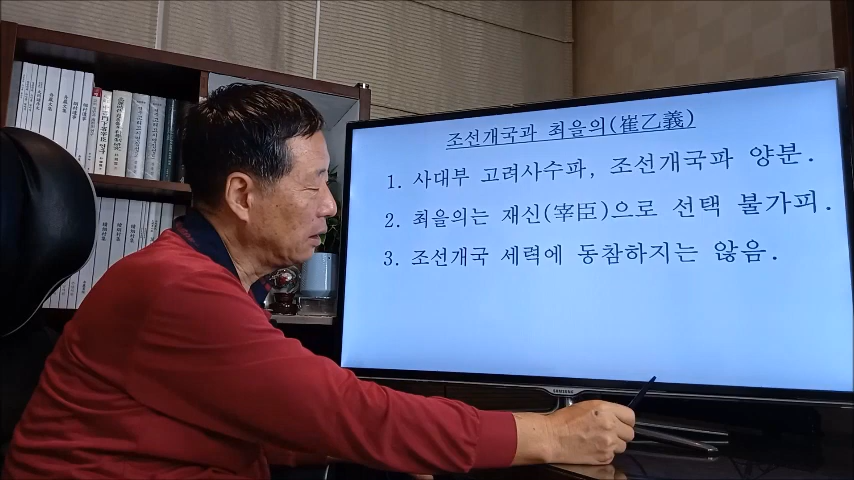 조선개국과 최을의(崔乙義)
1. 사대부 고려사수파, 조선개국파 양분.
2. 최을의는 재신(宰臣)으로 선택 불가피.
3. 조선개국 세력에 동참하지는 않음.
SAMSUNG